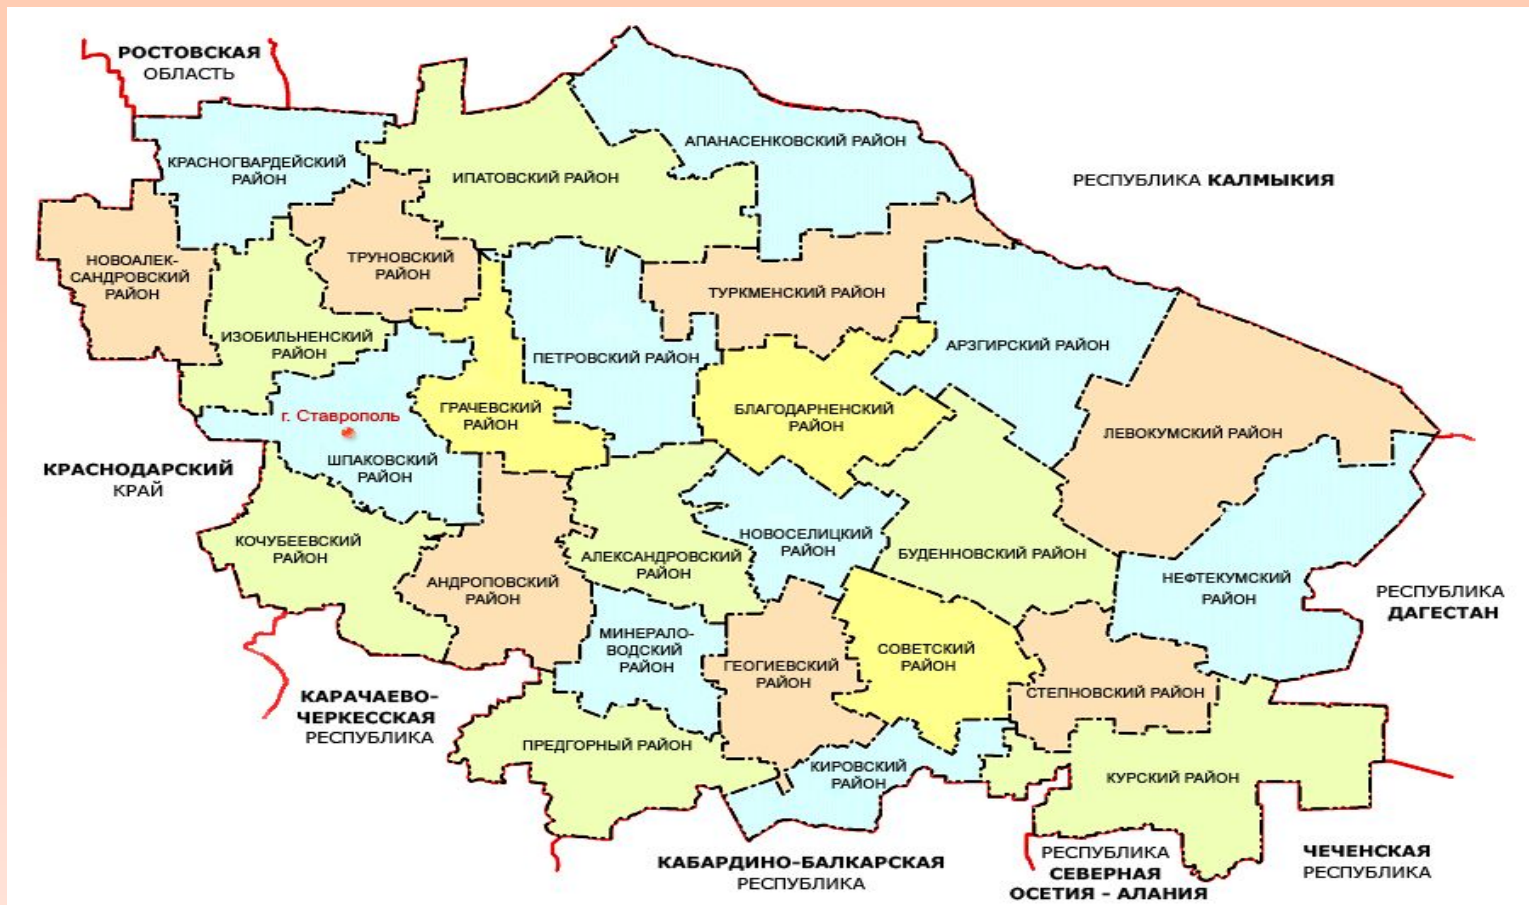 РОСТОВСКАЯ
ОБЛАСТЬ
АПАНАСЕНКОВСКИЙ РАЙОН
КРАСНОГВАРДЕЙСКИЙ
РАЙОН
ИПАТОВСКИЙ РАЙОН
РЕСПУБЛИКА КАЛМЫКИЯ
НОВОАЛЕК-
САНДРОВСКИЙ
РАЙОН
ТРУНОВСКИЙ
РАЙОН
ТУРКМЕНСКИЙ РАЙОН
ИЗОБИЛЬНЕНСКИЙ
РАЙОН
ПЕТРОВСКИЙ РАЙОН
АРЗГИРСКИЙ РАЙОН
г. Ставрополь
ГРАЧЕВСКИЙ
РАЙОН
БЛАГОДАРНЕНСКИЙ
РАЙОН
ЛЕВОКУМСКИЙ РАЙОН
КРАСНОДАРСКИЙ
КРАЙ
ШПАКОВСКИЙ
РАЙОН
КОЧУБЕЕВСКИЙ
РАЙОН
НОВОСЕЛИЦКИЙ
РАЙОН
АЛЕКСАНДРОВСКИЙ
РАЙОН
БУДЕННОВСКИЙ РАЙОН
АНДРОПОВСКИЙ
РАЙОН
НЕФТЕКУМСКИЙ
РАЙОН
РЕСПУБЛИКА
ДАГЕСТАН
МИНЕРАЛО-
ВОДСКИЙ
РАЙОН
ГЕОГИЕВСКИЙ
РАЙОН
СОВЕТСКИЙ
РАЙОН
СТЕПНОВСКИЙ РАЙОН
КАРАЧАЕВО-
ЧЕРКЕССКАЯ
РЕСПУБЛИКА
ПРЕДГОРНЫЙ РАЙОН
КИРОВСКИЙ
РАЙОН
КУРСКИЙ РАЙОН
КАБАРДИНО-БАЛКАРСКАЯ
РЕСПУБЛИКА
РЕСПУБЛИКА
СЕВЕРНАЯ
ОСЕТИЯ - АЛАНИЯ
ЧЕЧЕНСКАЯ
РЕСПУБЛИКА